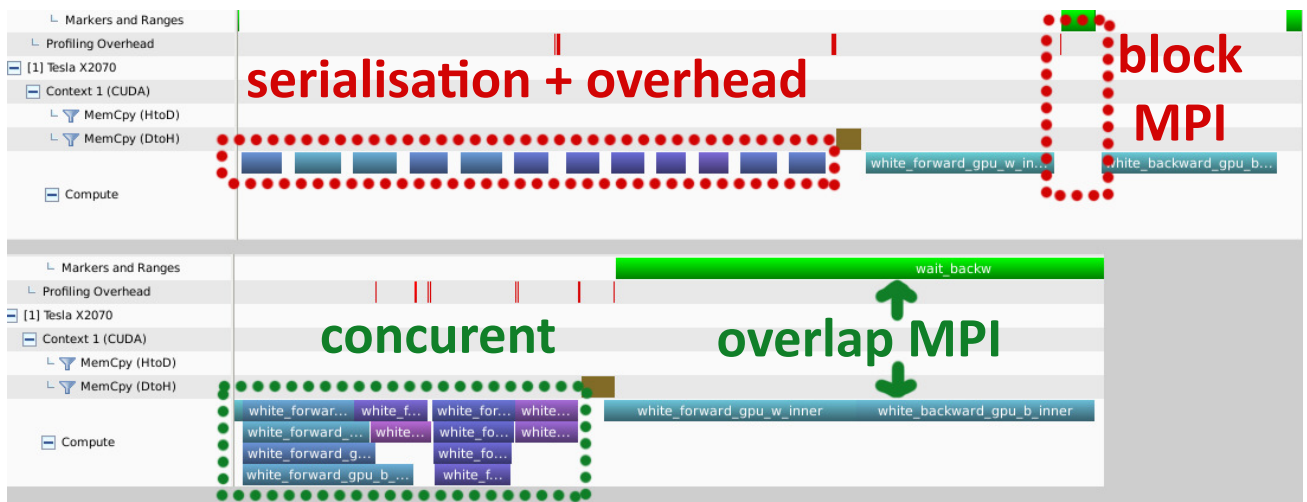 Markers and Ranges
Profiling Overhead
[1] Tesla X2070
Context 1 (CUDA)
MemCpy (HtoD)
MemCpy (DtoH)
Compute
serialisation + overhead
block
MPI
white_forward_gpu_w_in...
white_backward_gpu_b...
Markers and Ranges
wait_backw
Profiling Overhead
[1] Tesla X2070
Context 1 (CUDA)
MemCpy (HtoD)
MemCpy (DtoH)
Compute
concurent
overlap MPI
white_forwar... white_f... white_for... white... white_forward_gpu_w_inner white_backward_gpu_b_inner
white_forward_... white... white_fo... white...
white_forward_g... white_fo...
white_forward_gpu_b_... white_f...